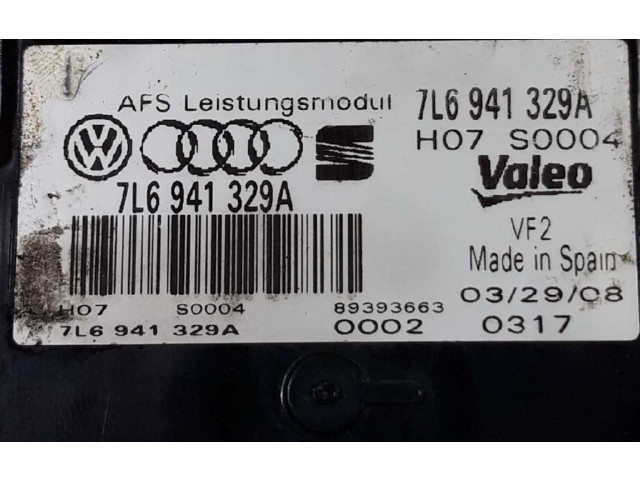 AFS Leistungsmodul
7L6 941 329A
H07 S0004
7L6 941 329A
Valeo
VF2
Made in Spain
H07 S0004 89393663
03/29/08
7L6 941 329A
0002 0317